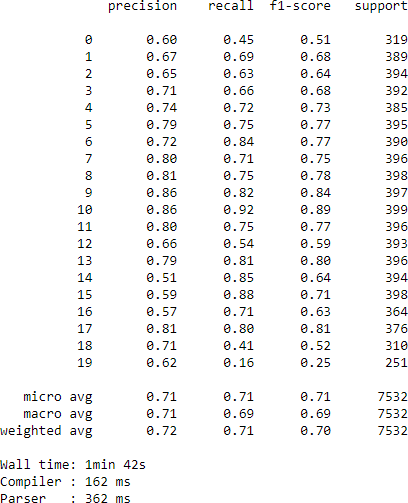 precision recall f1-score support
0 0.60 0.45 0.51 319
1 0.67 0.69 0.68 389
2 0.65 0.63 0.64 394
3 0.71 0.66 0.68 392
4 0.74 0.72 0.73 385
5 0.79 0.75 0.77 395
6 0.72 0.84 0.77 390
7 0.80 0.71 0.75 396
8 0.81 0.75 0.78 398
9 0.86 0.82 0.84 397
10 0.86 0.92 0.89 399
11 0.80 0.75 0.77 396
12 0.66 0.54 0.59 393
13 0.79 0.81 0.80 396
14 0.51 0.85 0.64 394
15 0.59 0.88 0.71 398
16 0.57 0.71 0.63 364
17 0.81 0.80 0.81 376
18 0.71 0.41 0.52 310
19 0.62 0.16 0.25 251
micro avg 0.71 0.71 0.71 7532
macro avg 0.71 0.69 0.69 7532
weighted avg 0.72 0.71 0.70 7532
Wall time: 1min 42s
Compiler : 162 ms
Parser : 362 ms